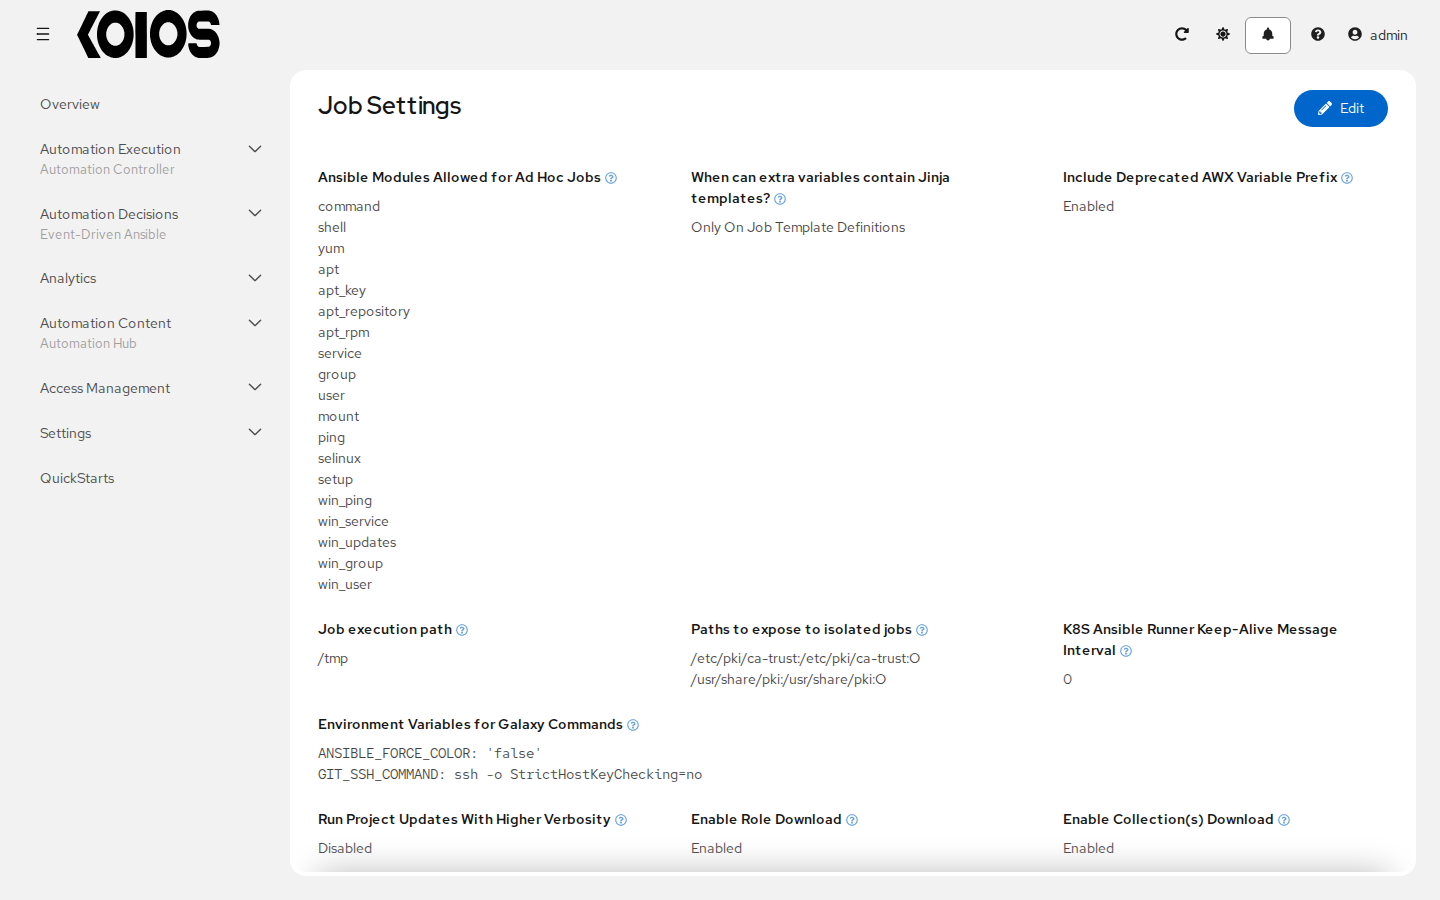 KOIOS
admin
Overview
Automation Execution
Automation Controller
Automation Decisions
Event-Driven Ansible
Analytics
Automation Content
Automation Hub
Access Management
Settings
QuickStarts
Job Settings
Edit
Ansible Modules Allowed for Ad Hoc Jobs
command
shell
yum
apt
apt_key
apt_repository
apt_rpm
service
group
user
mount
ping
selinux
setup
win_ping
win_service
win_updates
win_group
win_user
When can extra variables contain Jinja
templates?
Only On Job Template Definitions
Include Deprecated AWX Variable Prefix
Enabled
Job execution path
/tmp
Paths to expose to isolated jobs
/etc/pki/ca-trust:/etc/pki/ca-trust:O
/usr/share/pki:/usr/share/pki:O
K8S Ansible Runner Keep-Alive Message
Interval
0
Environment Variables for Galaxy Commands
ANSIBLE_FORCE_COLOR: 'false'
GIT_SSH_COMMAND: ssh -o StrictHostKeyChecking=no
Run Project Updates With Higher Verbosity
Disabled
Enable Role Download
Enabled
Enable Collection(s) Download
Enabled